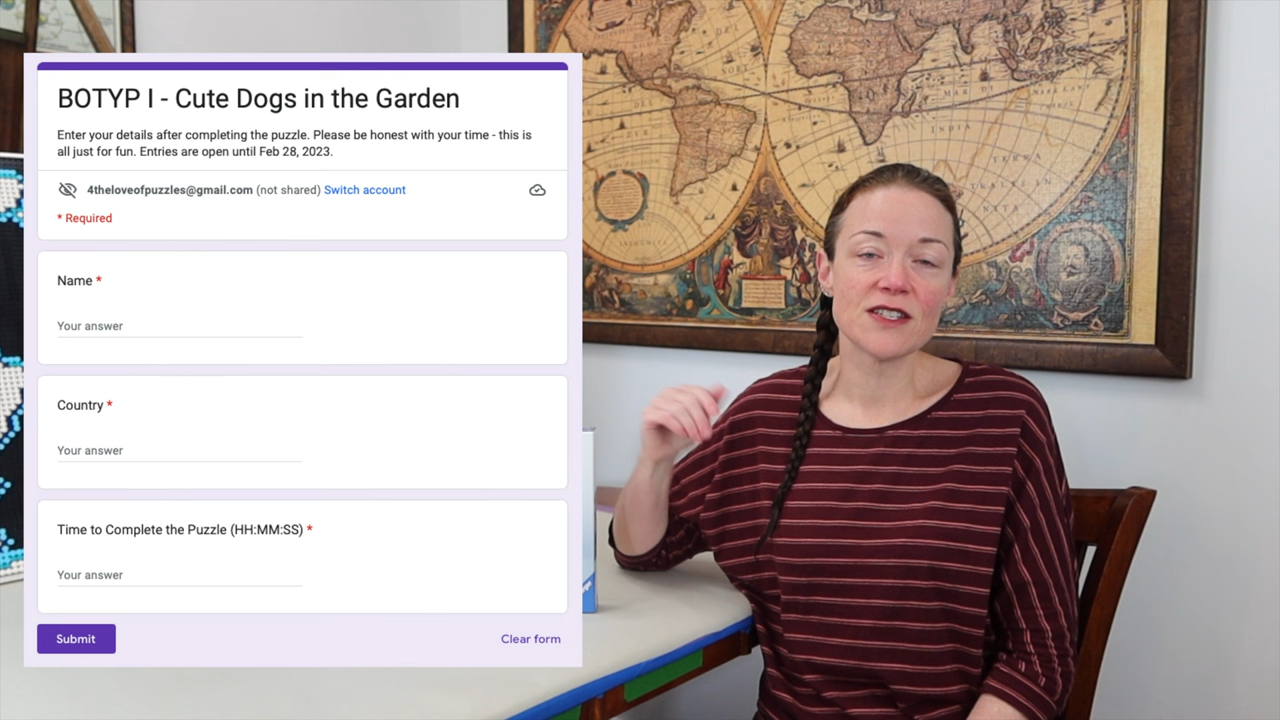 BOTYP I - Cute Dogs in the Garden
Enter your details after completing the puzzle. Please be honest with your time - this
is all just for fun. Entries are open until Feb 28, 2023.
4theloveofpuzzles@gmail.com (not shared) Switch account
* Required
Name *
Your answer
Country *
Your answer
Time to Complete the Puzzle (HH:MM:SS) *
Your answer
Submit Clear form
INDIA